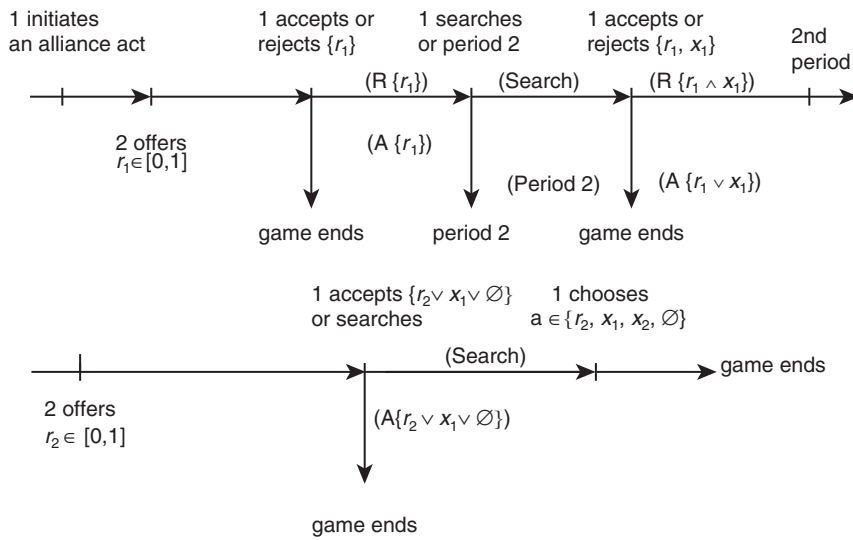 1 initiates
an alliance act
1 accepts or
rejects {r₁}
1 searches
or period 2
1 accepts or
rejects {r₁, x₁}
2nd
period
(R {r₁})
(Search)
(R {r₁ ∧ x₁})
2 offers
r₁∈[0,1]
(A {r₁})
(Period 2)
(A {r₁ ∨ x₁})
game ends
period 2
game ends
1 accepts {r₂∨ x₁∨ ∅}
or searches
1 chooses
a ∈{r₂, x₁, x₂, ∅}
(Search)
game ends
2 offers
r₂∈ [0,1]
(A{r₂ ∨ x₁∨ ∅})
game ends